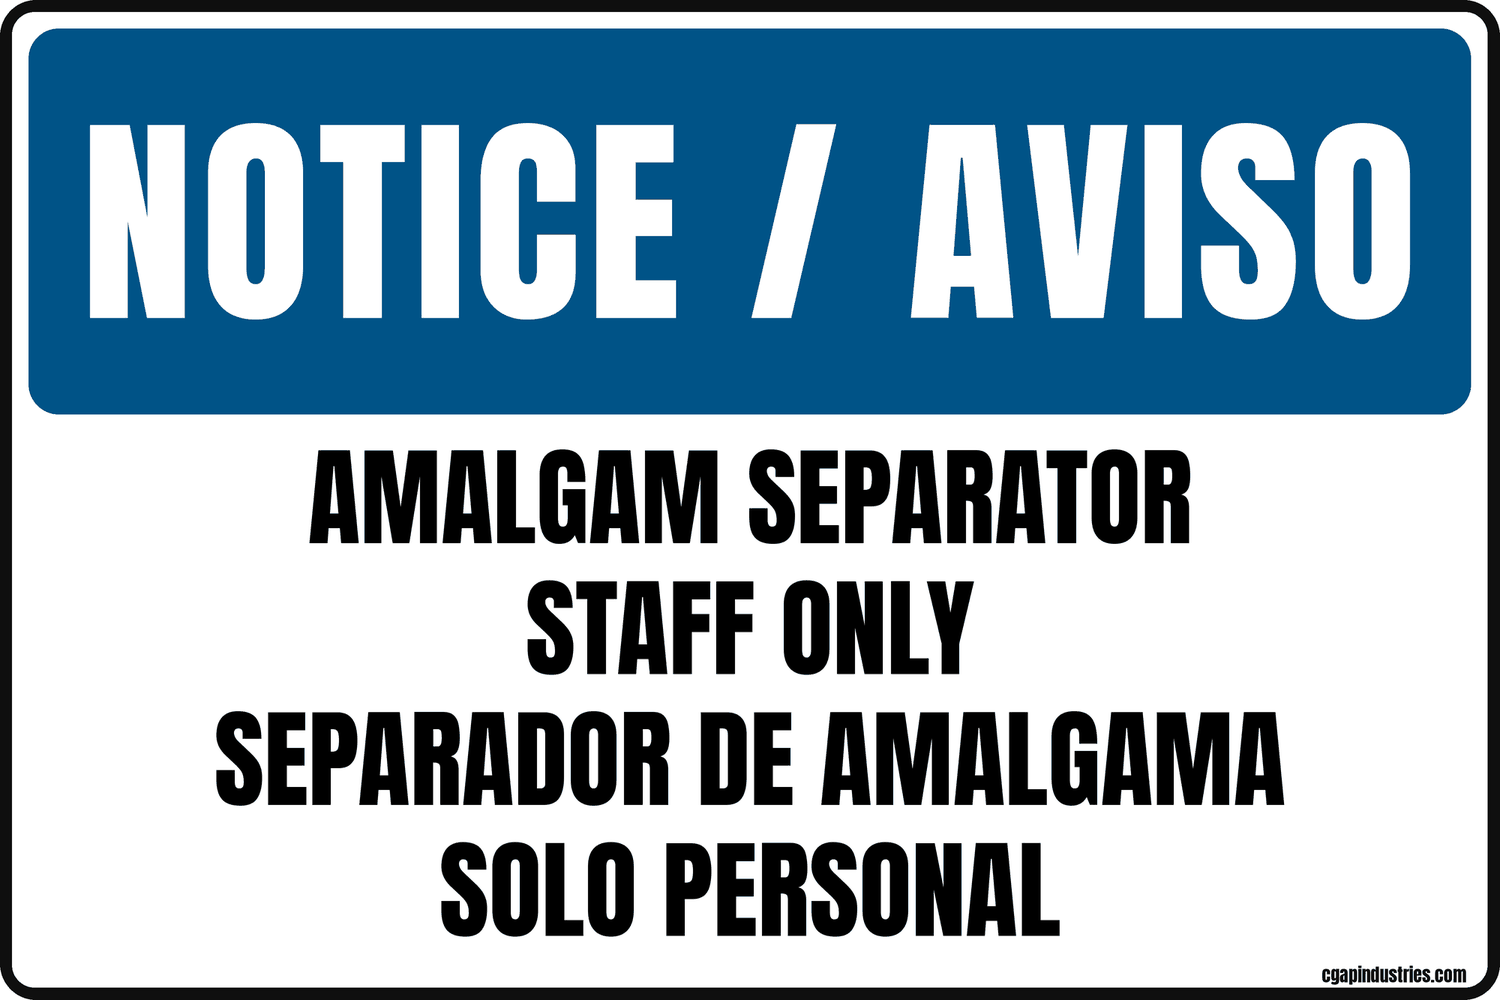 NOTICE / AVISO
AMALGAM SEPARATOR
STAFF ONLY
SEPARADOR DE AMALGAMA
SOLO PERSONAL
cgapindustries.com